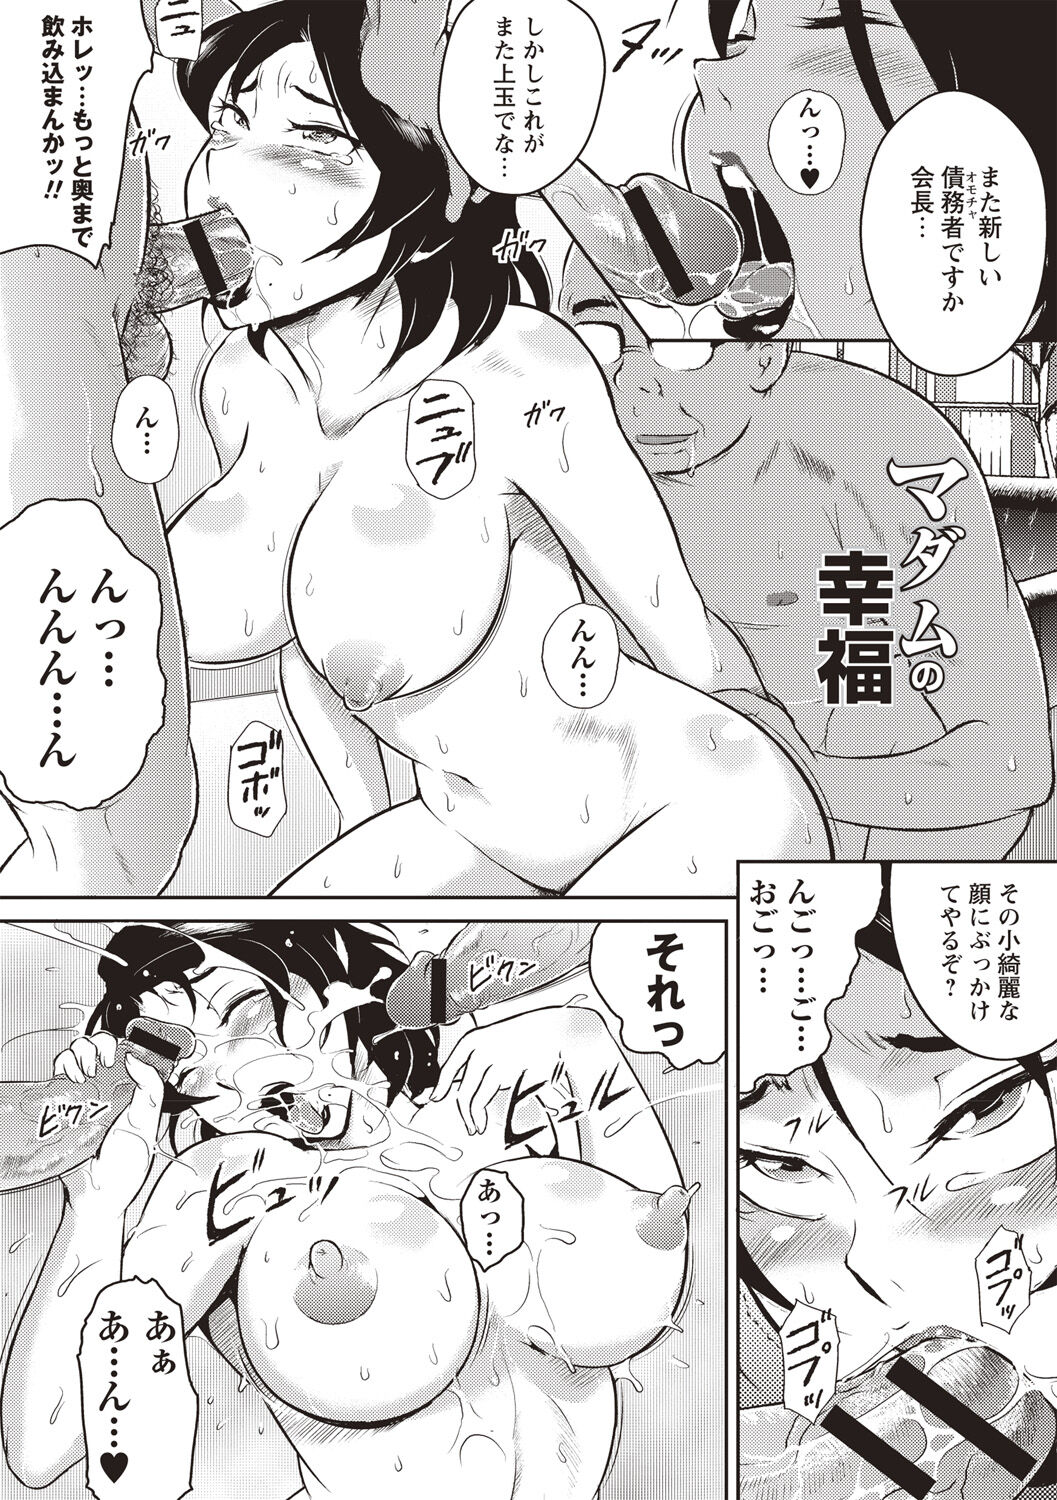 また新しい
債務者ですか
オモチャ
会長…
んっ…♥
しかしこれが
また上玉でな…
ニュ
ガワ
ホレッ…もっと奥まで
飲み込まんかッ!!
マダムの
幸福
ガワ
ニュブ
ん…
んん…
んっ…
んんん…ん
ゴボッ
その小綺麗な
顔にぶっかけ
てやるぞ?
んごっ…ご…
おごっ…
フル
フル
ゴプッ
ゴプッ
それっ
ビクン
ビクン
ビュル
ビュッ
あっ…
あぁ
あ…ん…♥